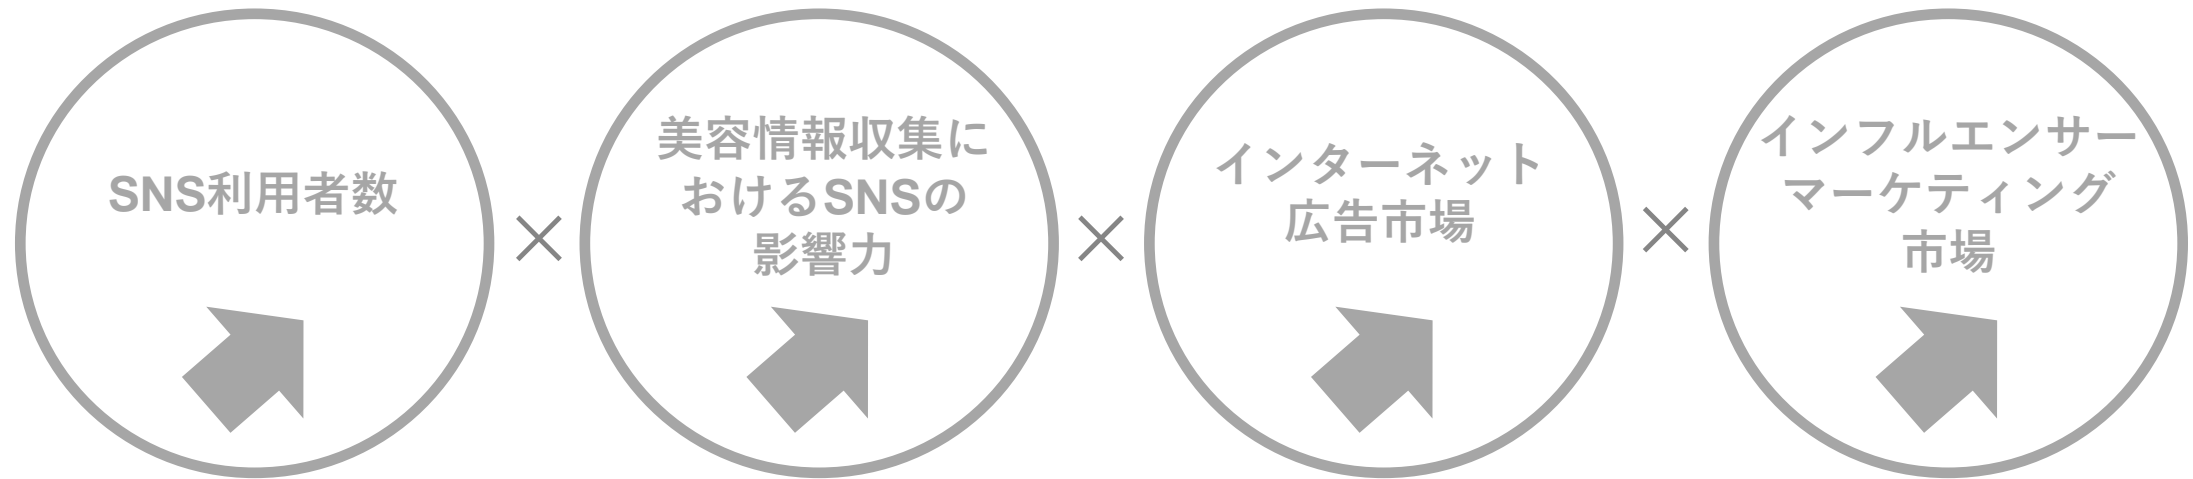 SNS利用者数
×
美容情報収集に
おけるSNSの
影響力
×
インターネット
広告市場
×
インフルエンサー
マーケティング
市場